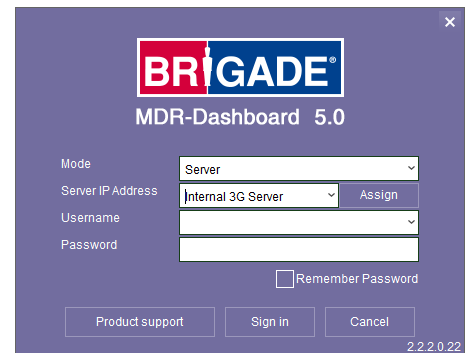 BRIGADE®
MDR-Dashboard 5.0
Mode
Server
Server IP Address
Internal 3G Server
Assign
Username
Password
Remember Password
Product support
Sign in
Cancel
2.2.2.0.22